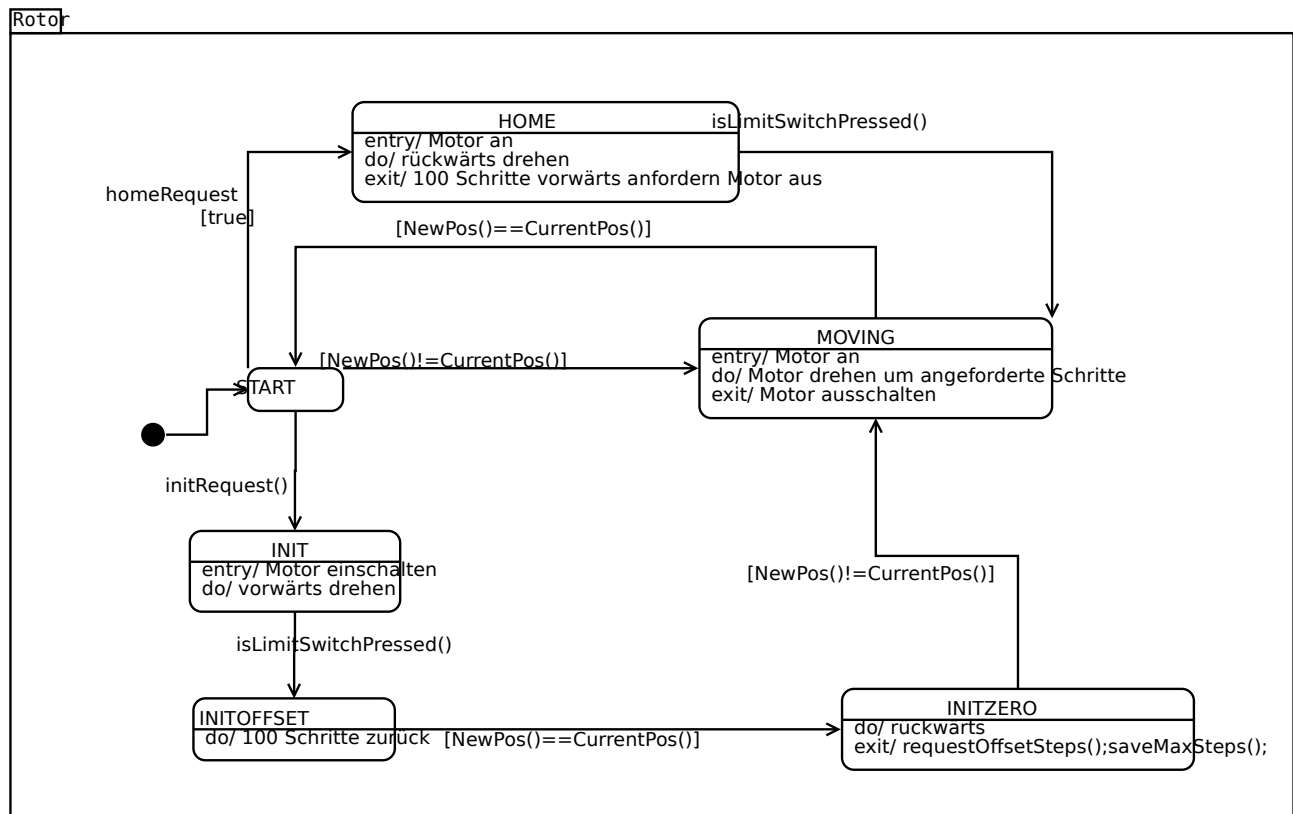 Rotor
HOME
entry/ Motor an
do/ rückwärts drehen
exit/ 100 Schritte vorwärts anfordern Motor aus
isLimitSwitchPressed()
homeRequest
[true]
[NewPos()==CurrentPos()]
MOVING
entry/ Motor an
do/ Motor drehen um angeforderte Schritte
exit/ Motor ausschalten
[NewPos()!=CurrentPos()]
START
initRequest()
INIT
entry/ Motor einschalten
do/ vorwärts drehen
[NewPos()!=CurrentPos()]
isLimitSwitchPressed()
INITOFFSET
do/ 100 Schritte zurück
[NewPos()==CurrentPos()]
INITZERO
do/ rückwärts
exit/ requestOffsetSteps();saveMaxSteps();